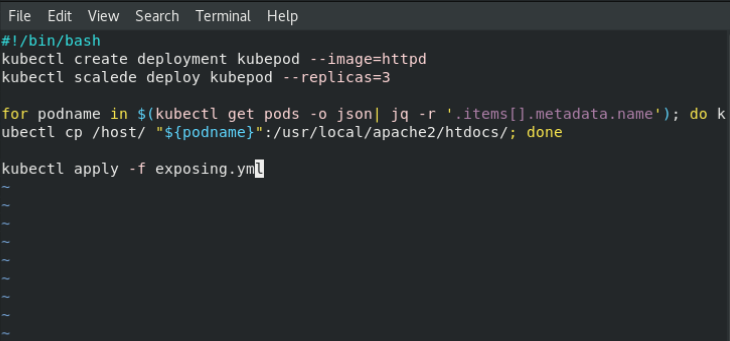 File Edit View Search Terminal Help
#!/bin/bash
kubectl create deployment kubepod --image=httpd
kubectl scalede deploy kubepod --replicas=3
for podname in $(kubectl get pods -o json| jq -r '.items[].metadata.name'); do k
ubectl cp /host/ "${podname}":/usr/local/apache2/htdocs/; done
kubectl apply -f exposing.yml
~
~
~
~
~
~
~
~
~